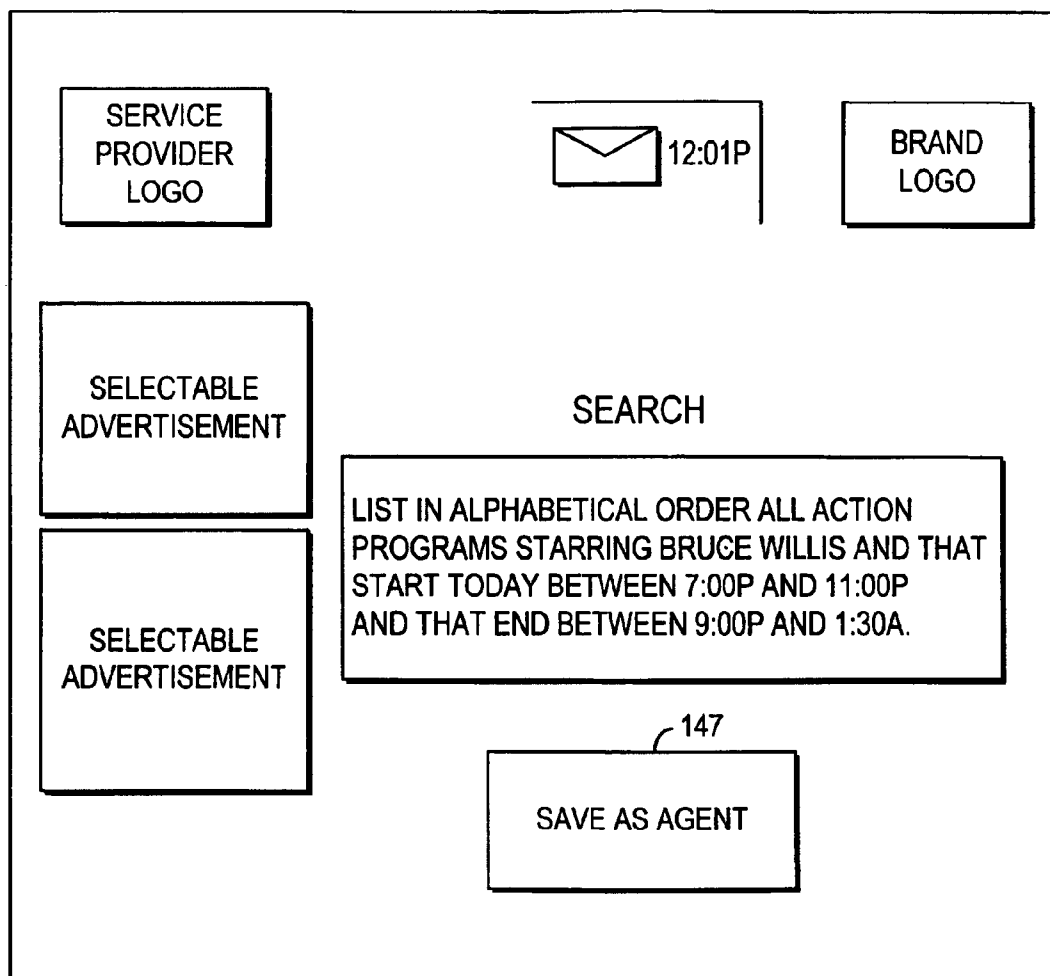 SERVICE
PROVIDER
LOGO
12:01P
BRAND
LOGO
SELECTABLE
ADVERTISEMENT
SEARCH
LIST IN ALPHABETICAL ORDER ALL ACTION
PROGRAMS STARRING BRUCE WILLIS AND THAT
START TODAY BETWEEN 7:00P AND 11:00P
AND THAT END BETWEEN 9:00P AND 1:30A.
SELECTABLE
ADVERTISEMENT
147
SAVE AS AGENT